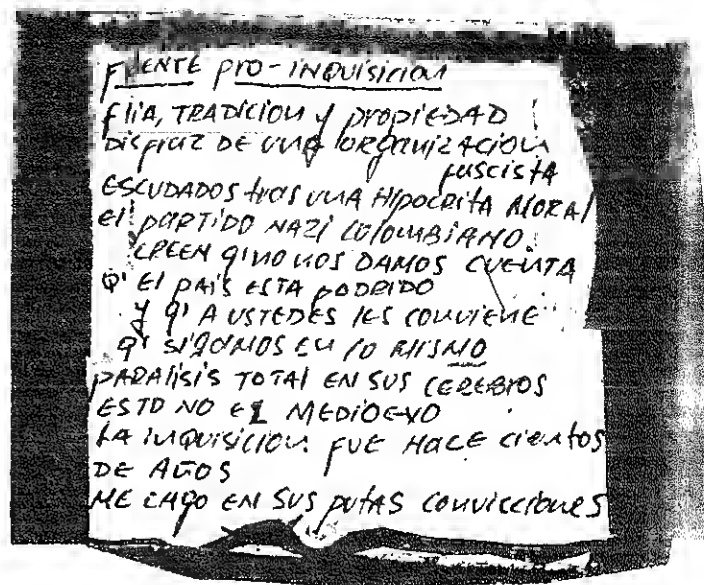 FRENTE PRO-INQUISICION
FliA, TRADICION Y PROPIEDAD
DISFRAZ DE UNA ORGANIZACION
FASCISTA
ESCUDADOS tras UNA HIPOCRITA MORAL
El PARTIDO NAZI COLOMBIANO
CREEN q' NO NOS DAMOS CUENTA
q' El PAIS ESTA PODRIDO
Y q' A USTEDES lES CONVIENE
q' SIGAMOS EN lO MISMO
PARALISIS TOTAl EN SUS CEREBROS
ESTO NO ES MEDIOEVO
LA INQUISICION FUE HACE cientos
DE AÑOS
ME CAGO EN SUS PUTAS CONVICCIONES